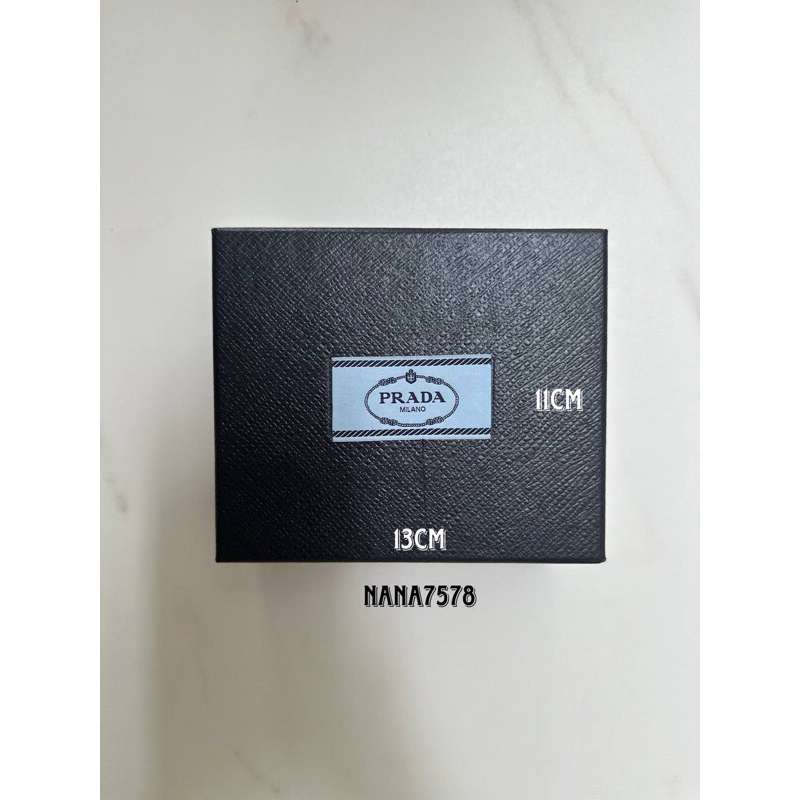 PRADA
MILANO
11CM
13CM
NANA7578